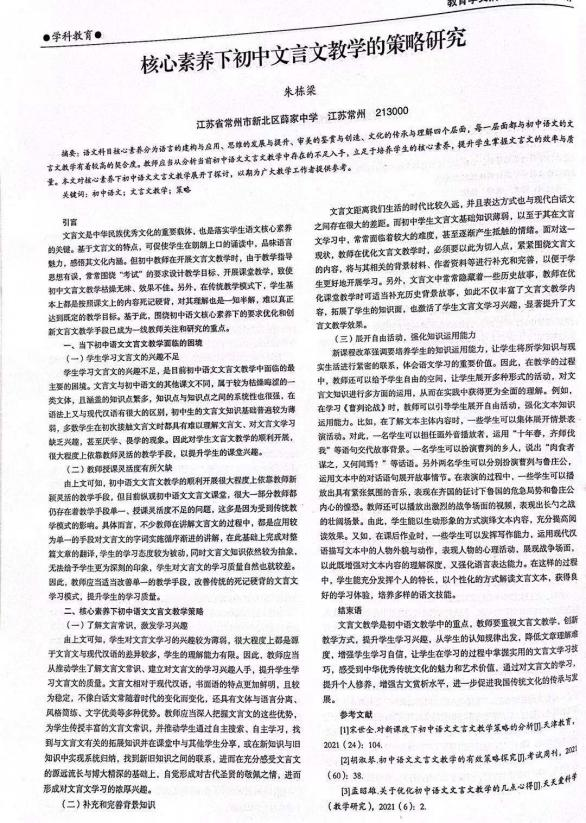 ●学科教育●
核心素养下初中文言文教学的策略研究
朱栋梁
江苏省常州市新北区薛家中学 江苏常州 213000
摘要：语文科目核心素养分为语言的建构与应用、思维的发展与提升、审美的鉴赏与创造、文化的传承与理解四个层面，每一层面都与初中语文的文
言文教学有着较高的契合度。教师应当从分析当前初中语文文言文教学中存在的不足入手，立足于培养学生的核心素养，提升学生掌握文言文的效率与质
量。本文对核心素养下初中语文文言文教学展开了探讨，以期为广大教学工作者提供参考。
关键词：初中语文；文言文教学；策略
引言
文言文是中华民族优秀文化的重要载体，也是落实学生语文核心素养
的关键。基于文言文的特点，可促使学生在朗朗上口的诵读中，品味语言
魅力，感悟其文化内涵。但初中教师在开展文言文教学时，由于教学指导
思想有误，常常围绕“考试”的要求设计教学目标、开展课堂教学，致使
初中文言文教学枯燥无味、效果不佳。另外，在传统教学模式下，学生基
本上都是按照课文上的内容死记硬背，对其理解也是一知半解，难以真正
达到既定的教学目标。基于此，围绕初中语文核心素养下的要求优化和创
新文言文教学手段已成为一线教师关注和研究的重点。
一、当下初中语文文言文教学面临的困境
（一）学生学习文言文的兴趣不足
学生学习文言文的兴趣不足，是目前初中语文文言文教学中面临的最
主要的困境。文言文与初中语文的其他课文不同，属于较为枯燥晦涩的一
类文体，且涵盖的知识点繁多，知识点与知识点之间的系统性也很强，在
语法上又与现代汉语有很大的区别，初中生的文言文知识基础普遍较为薄
弱，多数学生在初次接触文言文时都具有难以理解文言文、对文言文学习
缺乏兴趣，甚至厌学、畏学的现象。因此对学生文言文教学的顺利开展，
很大程度上依靠教师灵活的教学手段，以提升学生的课堂兴趣。
（二）教师授课灵活度有所欠缺
由上文可知，初中语文文言文教学的顺利开展很大程度上依靠教师新
颖灵活的教学手段，但目前纵观初中语文文言文课堂，很大一部分教师都
仍存在着教学手段单一、授课灵活度不足的问题，这多是因为受到传统教
学模式的影响。具体而言，不少教师在讲解文言文的过程中，都是应用较
为单一的手段对文言文的字词实施循序渐进的讲解，在此基础上完成对整
篇文章的翻译，学生的学习态度较为被动，同时文言文知识依然较为抽象，
无法给予学生更为深刻的印象，学生对文言文的学习质量自然也就较差。
因此，教师应当适当改善单一的教学手段，改善传统的死记硬背的文言文
学习模式，提升学生的学习质量。
二、核心素养下初中语文文言文教学策略
（一）了解文言常识，激发学习兴趣
由上文可知，学生对文言文学习的兴趣较为薄弱，很大程度上都是源
于文言文与现代汉语的差异较多，学生的理解能力有限。因此，教师应当
从推动学生了解文言文常识、建立对文言文的学习兴趣人手，提升学生学
习文言文的质量。文言文相对于现代汉语，书面语的特点更加鲜明，且较
为稳定，不像白话文常随着时代的变化而变化，还具有文体与语言分离、
风格简练、文字优美等多种优势。教师应当深入把握文言文的这些优势，
为学生传授丰富的文言文常识，并推动学生通过自主搜索、自主学习，找
到与文言文有关的拓展知识并在课堂中与其他学生分享，或在新知识与旧
知识中实现系统归纳，找到新旧知识之间的联系，进而在充分感受文言文
的源远流长与博大精深的基础上，自觉形成对古代圣贤的敬佩之情，进而
形成对文言文学习的浓厚兴趣。
（二）补充和完善背景知识
文言文距离我们生活的时代比较久远，并且表达方式也与现代白话文
之间存在很大的差距。而初中学生文言文基础知识薄弱，以至于其在文言
文学习中，常常面临着较大的难度，甚至逐渐产生抵触的情绪。面对这一
现状，教师在优化文言文教学时，必须要以此为切人点，紧紧围绕文言文
的内容，将与其相关的背景材料、作者资料等进行补充和完善，以便于学
生更好地开展学习。另外，文言文中常常隐藏着一些历史故事，教师在优
化课堂教学时可适当补充历史背景故事，如此不仅丰富了文言文教学内
容，拓展了学生的知识面，也激活了学生文言文学习兴趣，显著提升了文
言文教学效果。
（三）展开自由活动，强化知识运用能力
新课程改革强调要培养学生的知识运用能力，让学生将所学知识与现
实生活进行紧密的联系，体会语文学习的重要价值。因此，在教学的过程
中，教师还可以给予学生自由的空间，让学生展开多种形式的活动，对文
言文知识进行多方面的运用，从而在实践中获得更为全面的理解。例如，
在学习《曹刿论战》时，教师可以引导学生展开自由活动，强化文本知识
运用能力。比如，在了解文本主体内容时，一些学生可以集体展开情景表
演活动。对此，一名学生可以担任画外音播放者，运用“十年春，齐师伐
我”等语句交代故事背景。一名学生可以扮演曹刿的乡人，说出“肉食者
谋之，又何间焉？”等话语。另外两名学生可以分别扮演曹刿与鲁庄公，
运用文本中的对话语句展开故事情节。在表演的过程中，一些学生可以播
放出具有紧张氛围的音乐，表现在齐国的征讨下鲁国的危急局势和鲁庄公
内心的惶恐。教师还可以播放出激烈的战争场面的视频，表现出长勺之战
的壮阔场景。由此，学生能以生动形象的方式演绎文本内容，充分提高阅
读效果。又如，在课后作业时，一些学生可以发挥写作能力，运用现代汉
语描写文本中的人物外貌与动作，表现人物的心理活动，展现战争场面，
以此既增强对文本内容的理解深度，又强化语言表达能力。在这样的过程
中，学生能充分发挥个人的特长，以个性化的方式解读文言文本，获得良
好的学习体验，培养多样的语文技能。
结束语
文言文教学是初中语文教学中的重点，教师要重视文言文教学，创新
教学方式，提升学生学习兴趣，从学生的认知规律出发，降低文章理解难
度，增强学生学习自信，让学生在学习的过程中掌握实用的文言文学习技
巧，感受到中华优秀传统文化的魅力和艺术价值，通过对文言文的学习，
提升个人修养，增强古文赏析水平，进一步促进我国传统文化的传承与发
展。
参考文献
[1]宋世全.对新课改下初中语文文言文教学策略的分析[J].天津教育，
2021（24）：104.
[2]胡淑琴.初中语文文言文教学的有效策略探究[J].考试周刊，2021
（60）：38.
[3]孟昭雄.关于优化初中语文文言文教学的几点心得[J].天天爱科学
（教学研究），2021（6）：2.